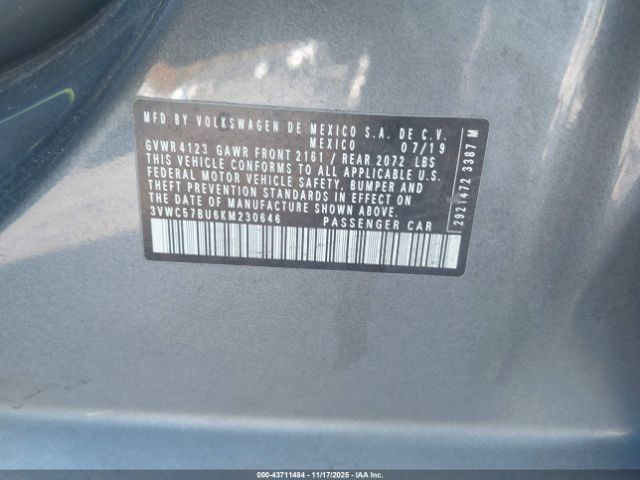 MFD BY VOLKSWAGEN DE MEXICO S.A. DE C.V.
MEXICO 07/19
GVWR 4123 GAWR FRONT 2161 / REAR 2072 LBS
THIS VEHICLE CONFORMS TO ALL APPLICABLE U.S.
FEDERAL MOTOR VEHICLE SAFETY, BUMPER AND
THEFT PREVENTION STANDARDS IN EFFECT ON
THE DATE OF MANUFACTURE SHOWN ABOVE.
3VWC57BU6KM230646 PASSENGER CAR
2921472 3387 M
000-43711484 - 11/17/2025 - IAAI, Inc.